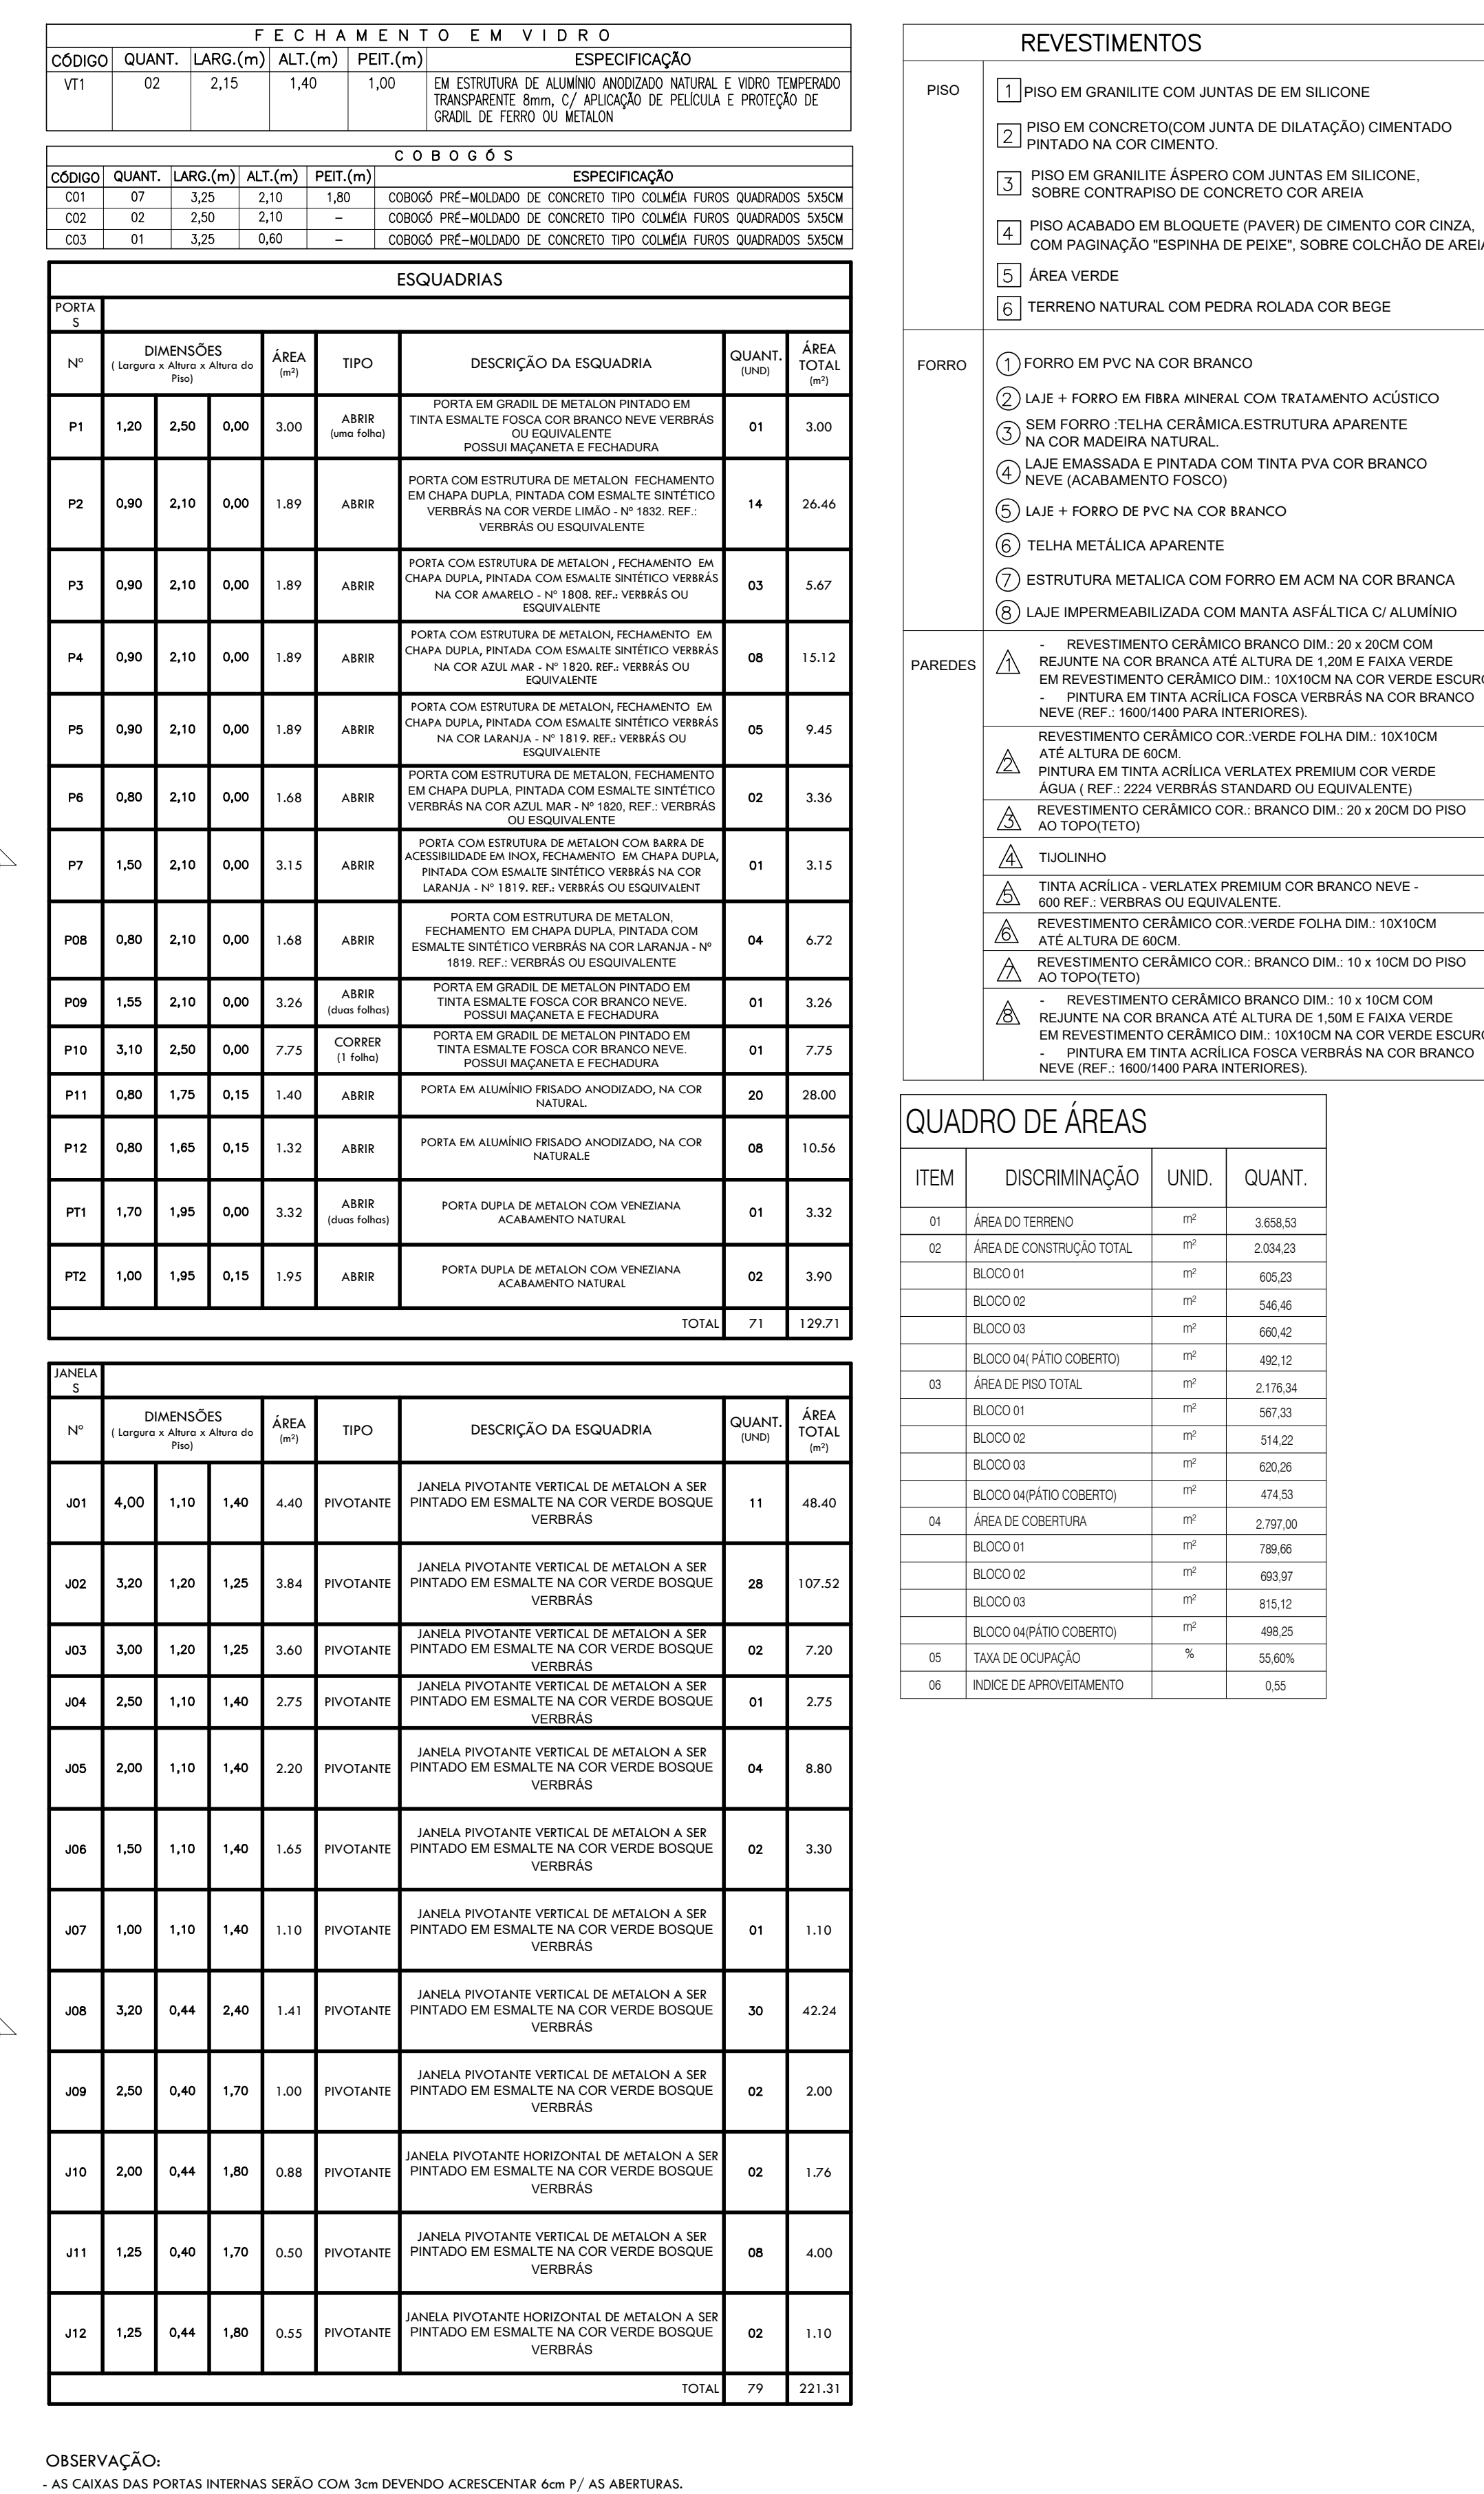 FECHAMENTO EM VIDRO
CÓDIGO QUANT. LARG.(m) ALT.(m) PEIT.(m) ESPECIFICAÇÃO
VT1 02 2,15 1,40 1,00 EM ESTRUTURA DE ALUMÍNIO ANODIZADO NATURAL E VIDRO TEMPERADO
TRANSPARENTE 8mm, C/ APLICAÇÃO DE PELÍCULA E PROTEÇÃO DE
GRADIL DE FERRO OU METALON
COBOGÓS
CÓDIGO QUANT. LARG.(m) ALT.(m) PEIT.(m) ESPECIFICAÇÃO
C01 07 3,25 2,10 1,80 COBOGÓ PRÉ-MOLDADO DE CONCRETO TIPO COLMÉIA FUROS QUADRADOS 5X5CM
C02 02 2,50 2,10 - COBOGÓ PRÉ-MOLDADO DE CONCRETO TIPO COLMÉIA FUROS QUADRADOS 5X5CM
C03 01 3,25 0,60 - COBOGÓ PRÉ-MOLDADO DE CONCRETO TIPO COLMÉIA FUROS QUADRADOS 5X5CM
ESQUADRIAS
PORTA
S
Nº DIMENSÕES ( Largura x Altura x Altura do Piso) ÁREA (m²) TIPO DESCRIÇÃO DA ESQUADRIA QUANT. (UND) ÁREA TOTAL (m²)
P1 1,20 2,50 0,00 3.00 ABRIR (uma folha) PORTA EM GRADIL DE METALON PINTADO EM
TINTA ESMALTE FOSCA COR BRANCO NEVE VERBRÁS
OU EQUIVALENTE
POSSUI MAÇANETA E FECHADURA 01 3.00
P2 0,90 2,10 0,00 1.89 ABRIR PORTA COM ESTRUTURA DE METALON FECHAMENTO
EM CHAPA DUPLA, PINTADA COM ESMALTE SINTÉTICO
VERBRÁS NA COR VERDE LIMÃO - Nº 1832. REF.:
VERBRÁS OU ESQUIVALENTE 14 26.46
P3 0,90 2,10 0,00 1.89 ABRIR PORTA COM ESTRUTURA DE METALON , FECHAMENTO EM
CHAPA DUPLA, PINTADA COM ESMALTE SINTÉTICO VERBRÁS
NA COR AMARELO - Nº 1808. REF.: VERBRÁS OU
ESQUIVALENTE 03 5.67
P4 0,90 2,10 0,00 1.89 ABRIR PORTA COM ESTRUTURA DE METALON, FECHAMENTO EM
CHAPA DUPLA, PINTADA COM ESMALTE SINTÉTICO VERBRÁS
NA COR AZUL MAR - Nº 1820. REF.: VERBRÁS OU
EQUIVALENTE 08 15.12
P5 0,90 2,10 0,00 1.89 ABRIR PORTA COM ESTRUTURA DE METALON, FECHAMENTO EM
CHAPA DUPLA, PINTADA COM ESMALTE SINTÉTICO VERBRÁS
NA COR LARANJA - Nº 1819. REF.: VERBRÁS OU
ESQUIVALENTE 05 9.45
P6 0,80 2,10 0,00 1.68 ABRIR PORTA COM ESTRUTURA DE METALON, FECHAMENTO
EM CHAPA DUPLA, PINTADA COM ESMALTE SINTÉTICO
VERBRÁS NA COR AZUL MAR - Nº 1820, REF.: VERBRÁS
OU ESQUIVALENTE 02 3.36
P7 1,50 2,10 0,00 3.15 ABRIR PORTA COM ESTRUTURA DE METALON COM BARRA DE
ACESSIBILIDADE EM INOX, FECHAMENTO EM CHAPA DUPLA,
PINTADA COM ESMALTE SINTÉTICO VERBRÁS NA COR
LARANJA - Nº 1819. REF.: VERBRÁS OU ESQUIVALENT 01 3.15
P08 0,80 2,10 0,00 1.68 ABRIR PORTA COM ESTRUTURA DE METALON,
FECHAMENTO EM CHAPA DUPLA, PINTADA COM
ESMALTE SINTÉTICO VERBRÁS NA COR LARANJA - Nº
1819. REF.: VERBRÁS OU ESQUIVALENTE 04 6.72
P09 1,55 2,10 0,00 3.26 ABRIR (duas folhas) PORTA EM GRADIL DE METALON PINTADO EM
TINTA ESMALTE FOSCA COR BRANCO NEVE.
POSSUI MAÇANETA E FECHADURA 01 3.26
P10 3,10 2,50 0,00 7.75 CORRER (1 folha) PORTA EM GRADIL DE METALON PINTADO EM
TINTA ESMALTE FOSCA COR BRANCO NEVE.
POSSUI MAÇANETA E FECHADURA 01 7.75
P11 0,80 1,75 0,15 1.40 ABRIR PORTA EM ALUMÍNIO FRISADO ANODIZADO, NA COR
NATURAL. 20 28.00
P12 0,80 1,65 0,15 1.32 ABRIR PORTA EM ALUMÍNIO FRISADO ANODIZADO, NA COR
NATURAL.E 08 10.56
PT1 1,70 1,95 0,00 3.32 ABRIR (duas folhas) PORTA DUPLA DE METALON COM VENEZIANA
ACABAMENTO NATURAL 01 3.32
PT2 1,00 1,95 0,15 1.95 ABRIR PORTA DUPLA DE METALON COM VENEZIANA
ACABAMENTO NATURAL 02 3.90
TOTAL 71 129.71
JANELA
S
Nº DIMENSÕES ( Largura x Altura x Altura do Piso) ÁREA (m²) TIPO DESCRIÇÃO DA ESQUADRIA QUANT. (UND) ÁREA TOTAL (m²)
J01 4,00 1,10 1,40 4.40 PIVOTANTE JANELA PIVOTANTE VERTICAL DE METALON A SER
PINTADO EM ESMALTE NA COR VERDE BOSQUE
VERBRÁS 11 48.40
J02 3,20 1,20 1,25 3.84 PIVOTANTE JANELA PIVOTANTE VERTICAL DE METALON A SER
PINTADO EM ESMALTE NA COR VERDE BOSQUE
VERBRÁS 28 107.52
J03 3,00 1,20 1,25 3.60 PIVOTANTE JANELA PIVOTANTE VERTICAL DE METALON A SER
PINTADO EM ESMALTE NA COR VERDE BOSQUE
VERBRÁS 02 7.20
J04 2,50 1,10 1,40 2.75 PIVOTANTE JANELA PIVOTANTE VERTICAL DE METALON A SER
PINTADO EM ESMALTE NA COR VERDE BOSQUE
VERBRÁS 01 2.75
J05 2,00 1,10 1,40 2.20 PIVOTANTE JANELA PIVOTANTE VERTICAL DE METALON A SER
PINTADO EM ESMALTE NA COR VERDE BOSQUE
VERBRÁS 04 8.80
J06 1,50 1,10 1,40 1.65 PIVOTANTE JANELA PIVOTANTE VERTICAL DE METALON A SER
PINTADO EM ESMALTE NA COR VERDE BOSQUE
VERBRÁS 02 3.30
J07 1,00 1,10 1,40 1.10 PIVOTANTE JANELA PIVOTANTE VERTICAL DE METALON A SER
PINTADO EM ESMALTE NA COR VERDE BOSQUE
VERBRÁS 01 1.10
J08 3,20 0,44 2,40 1.41 PIVOTANTE JANELA PIVOTANTE VERTICAL DE METALON A SER
PINTADO EM ESMALTE NA COR VERDE BOSQUE
VERBRÁS 30 42.24
J09 2,50 0,40 1,70 1.00 PIVOTANTE JANELA PIVOTANTE VERTICAL DE METALON A SER
PINTADO EM ESMALTE NA COR VERDE BOSQUE
VERBRÁS 02 2.00
J10 2,00 0,44 1,80 0.88 PIVOTANTE JANELA PIVOTANTE HORIZONTAL DE METALON A SER
PINTADO EM ESMALTE NA COR VERDE BOSQUE
VERBRÁS 02 1.76
J11 1,25 0,40 1,70 0.50 PIVOTANTE JANELA PIVOTANTE VERTICAL DE METALON A SER
PINTADO EM ESMALTE NA COR VERDE BOSQUE
VERBRÁS 08 4.00
J12 1,25 0,44 1,80 0.55 PIVOTANTE JANELA PIVOTANTE HORIZONTAL DE METALON A SER
PINTADO EM ESMALTE NA COR VERDE BOSQUE
VERBRÁS 02 1.10
TOTAL 79 221.31
OBSERVAÇÃO:
- AS CAIXAS DAS PORTAS INTERNAS SERÃO COM 3cm DEVENDO ACRESCENTAR 6cm P/ AS ABERTURAS.
REVESTIMENTOS
PISO
1 PISO EM GRANILITE COM JUNTAS DE EM SILICONE
2 PISO EM CONCRETO(COM JUNTA DE DILATAÇÃO) CIMENTADO
PINTADO NA COR CIMENTO.
3 PISO EM GRANILITE ÁSPERO COM JUNTAS EM SILICONE,
SOBRE CONTRAPISO DE CONCRETO COR AREIA
4 PISO ACABADO EM BLOQUETE (PAVER) DE CIMENTO COR CINZA,
COM PAGINAÇÃO "ESPINHA DE PEIXE", SOBRE COLCHÃO DE AREIA
5 ÁREA VERDE
6 TERRENO NATURAL COM PEDRA ROLADA COR BEGE
FORRO
1 FORRO EM PVC NA COR BRANCO
2 LAJE + FORRO EM FIBRA MINERAL COM TRATAMENTO ACÚSTICO
3 SEM FORRO :TELHA CERÂMICA.ESTRUTURA APARENTE
NA COR MADEIRA NATURAL.
4 LAJE EMASSADA E PINTADA COM TINTA PVA COR BRANCO
NEVE (ACABAMENTO FOSCO)
5 LAJE + FORRO DE PVC NA COR BRANCO
6 TELHA METÁLICA APARENTE
7 ESTRUTURA METALICA COM FORRO EM ACM NA COR BRANCA
8 LAJE IMPERMEABILIZADA COM MANTA ASFÁLTICA C/ ALUMÍNIO
PAREDES
1 - REVESTIMENTO CERÂMICO BRANCO DIM.: 20 x 20CM COM
REJUNTE NA COR BRANCA ATÉ ALTURA DE 1,20M E FAIXA VERDE
EM REVESTIMENTO CERÂMICO DIM.: 10X10CM NA COR VERDE ESCURO
- PINTURA EM TINTA ACRÍLICA FOSCA VERBRÁS NA COR BRANCO
NEVE (REF.: 1600/1400 PARA INTERIORES).
2 REVESTIMENTO CERÂMICO COR.:VERDE FOLHA DIM.: 10X10CM
ATÉ ALTURA DE 60CM.
PINTURA EM TINTA ACRÍLICA VERLATEX PREMIUM COR VERDE
ÁGUA ( REF.: 2224 VERBRÁS STANDARD OU EQUIVALENTE)
3 REVESTIMENTO CERÂMICO COR.: BRANCO DIM.: 20 x 20CM DO PISO
AO TOPO(TETO)
4 TIJOLINHO
5 TINTA ACRÍLICA - VERLATEX PREMIUM COR BRANCO NEVE -
600 REF.: VERBRAS OU EQUIVALENTE.
6 REVESTIMENTO CERÂMICO COR.:VERDE FOLHA DIM.: 10X10CM
ATÉ ALTURA DE 60CM.
7 REVESTIMENTO CERÂMICO COR.: BRANCO DIM.: 10 x 10CM DO PISO
AO TOPO(TETO)
8 - REVESTIMENTO CERÂMICO BRANCO DIM.: 10 x 10CM COM
REJUNTE NA COR BRANCA ATÉ ALTURA DE 1,50M E FAIXA VERDE
EM REVESTIMENTO CERÂMICO DIM.: 10X10CM NA COR VERDE ESCURO
- PINTURA EM TINTA ACRÍLICA FOSCA VERBRÁS NA COR BRANCO
NEVE (REF.: 1600/1400 PARA INTERIORES).
QUADRO DE ÁREAS
ITEM DISCRIMINAÇÃO UNID. QUANT.
01 ÁREA DO TERRENO m² 3.658,53
02 ÁREA DE CONSTRUÇÃO TOTAL m² 2.034,23
BLOCO 01 m² 605,23
BLOCO 02 m² 546,46
BLOCO 03 m² 660,42
BLOCO 04( PÁTIO COBERTO) m² 492,12
03 ÁREA DE PISO TOTAL m² 2.176,34
BLOCO 01 m² 567,33
BLOCO 02 m² 514,22
BLOCO 03 m² 620,26
BLOCO 04(PÁTIO COBERTO) m² 474,53
04 ÁREA DE COBERTURA m² 2.797,00
BLOCO 01 m² 789,66
BLOCO 02 m² 693,97
BLOCO 03 m² 815,12
BLOCO 04(PÁTIO COBERTO) m² 498,25
05 TAXA DE OCUPAÇÃO % 55,60%
06 INDICE DE APROVEITAMENTO 0,55